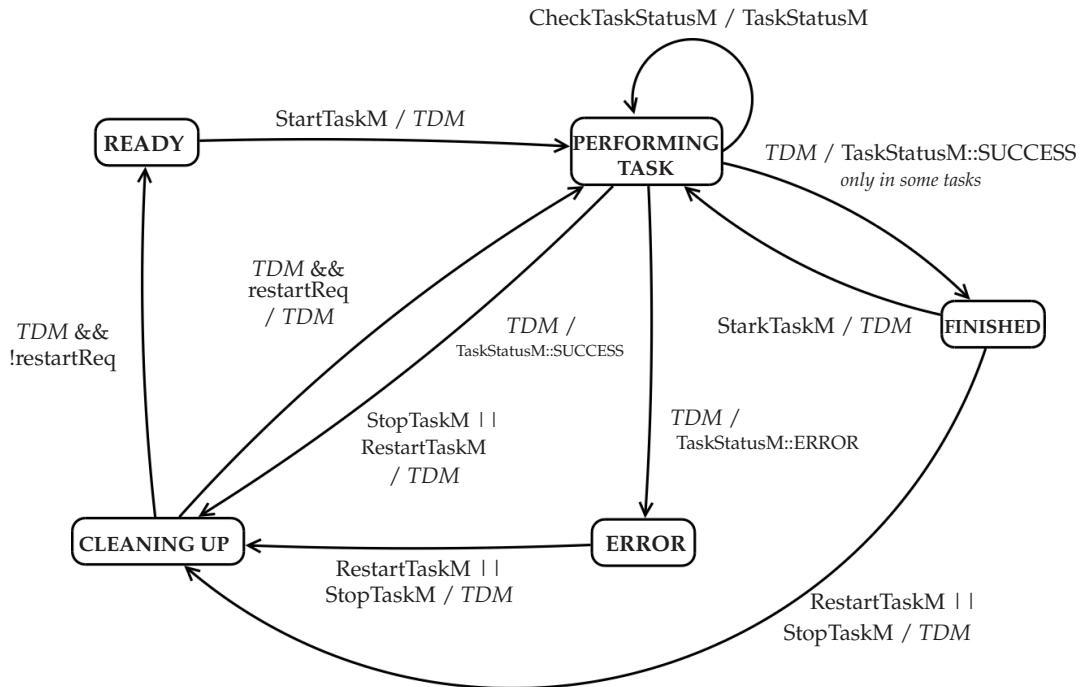 CheckTaskStatusM / TaskStatusM
StartTaskM / TDM
READY
PERFORMING
TASK
TDM / TaskStatusM::SUCCESS
only in some tasks
TDM &&
restartReq
/ TDM
TDM &&
!restartReq
TDM /
TaskStatusM::SUCCESS
StarkTaskM / TDM
FINISHED
StopTaskM ||
RestartTaskM
/ TDM
TDM /
TaskStatusM::ERROR
CLEANING UP
ERROR
RestartTaskM ||
StopTaskM / TDM
RestartTaskM ||
StopTaskM / TDM